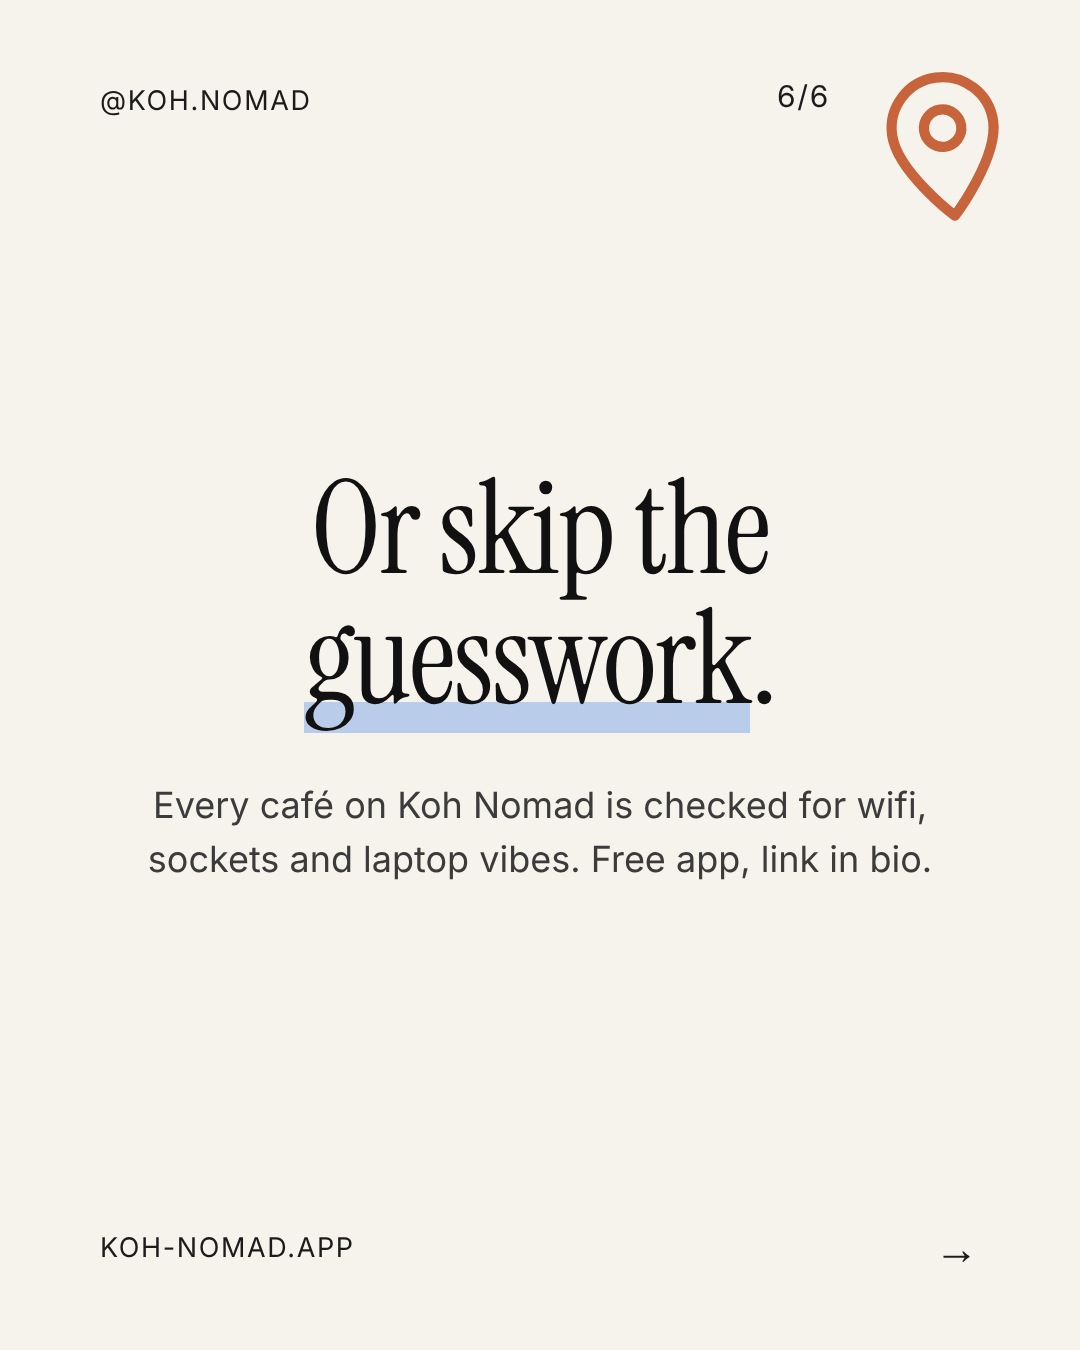 @KOH.NOMAD
6/6
Or skip the
guesswork.
Every café on Koh Nomad is checked for wifi,
sockets and laptop vibes. Free app, link in bio.
KOH-NOMAD.APP
→